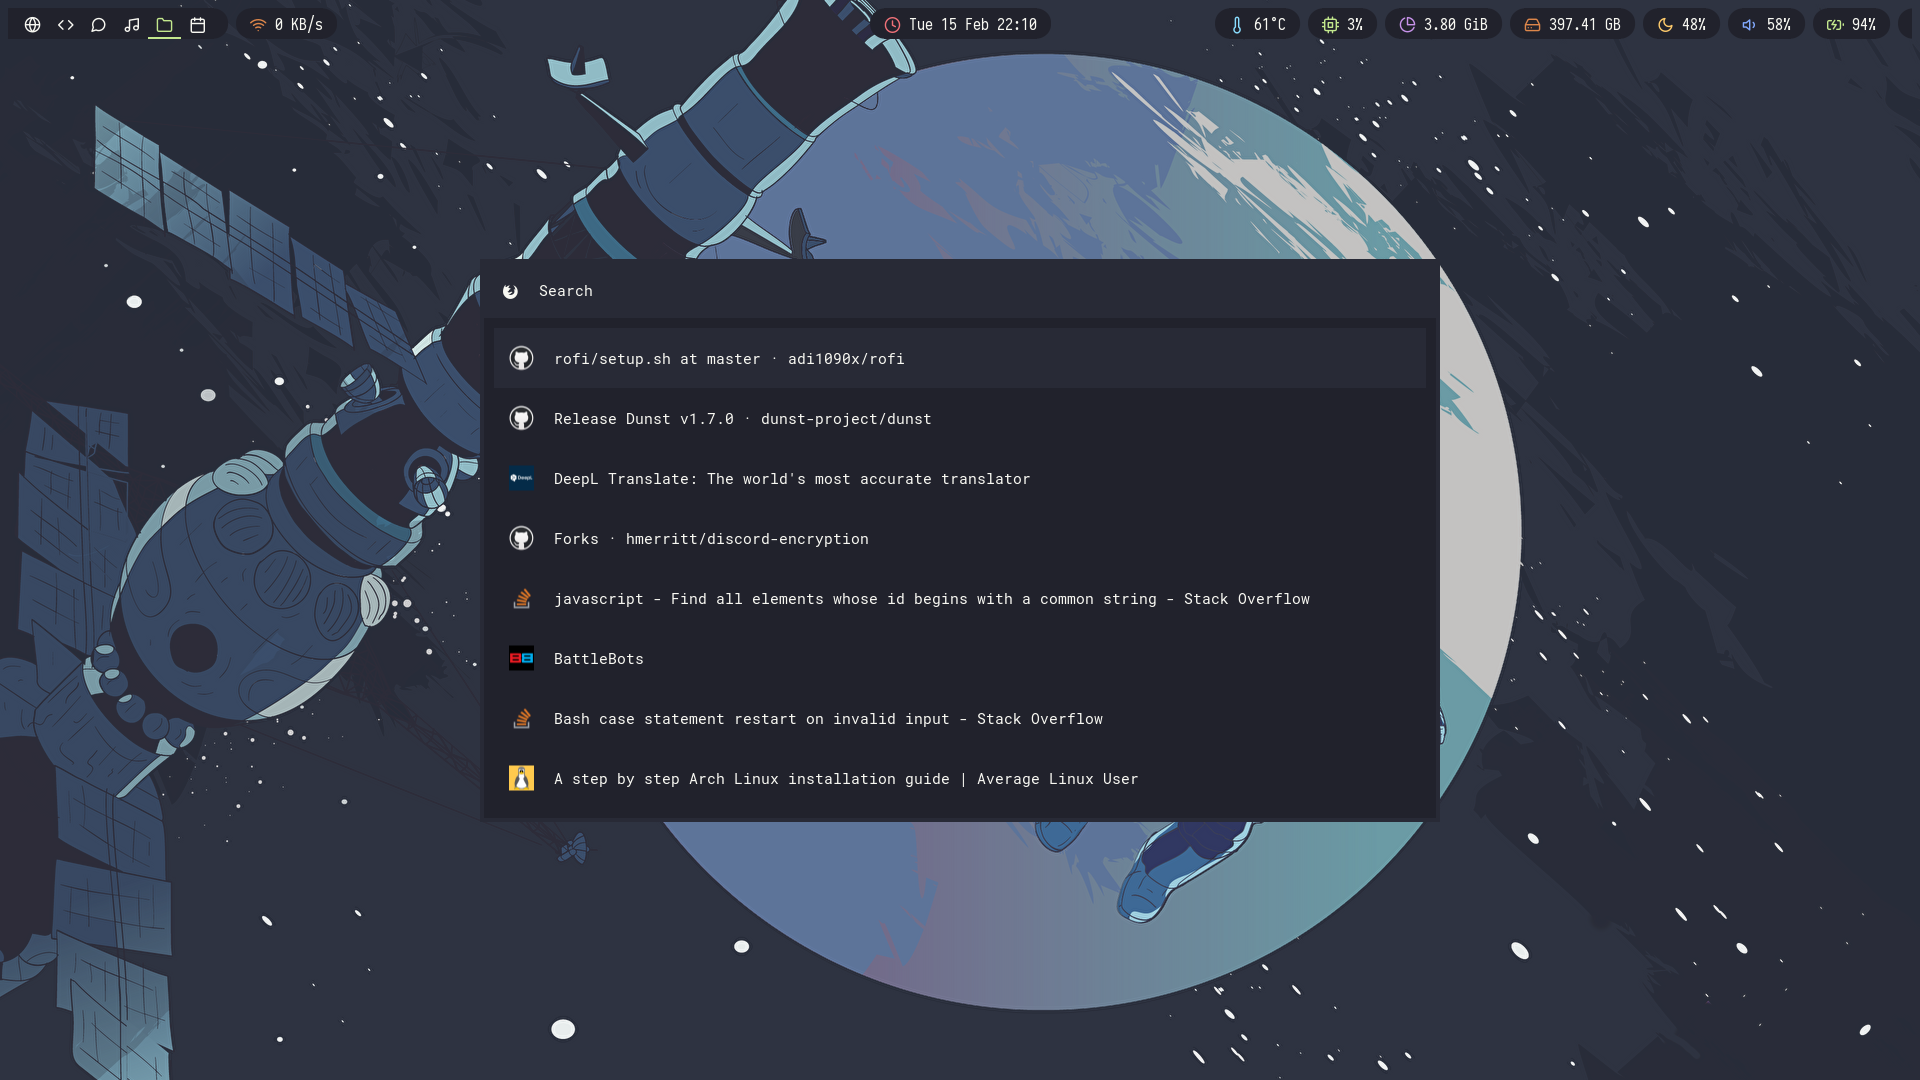 0 KB/s
Tue 15 Feb 22:10
61°C
3%
3.80 GiB
397.41 GB
48%
58%
94%
Search
rofi/setup.sh at master · adi1090x/rofi
Release Dunst v1.7.0 · dunst-project/dunst
DeepL
DeepL Translate: The world's most accurate translator
Forks · hmerritt/discord-encryption
javascript - Find all elements whose id begins with a common string - Stack Overflow
BattleBots
Bash case statement restart on invalid input - Stack Overflow
A step by step Arch Linux installation guide | Average Linux User